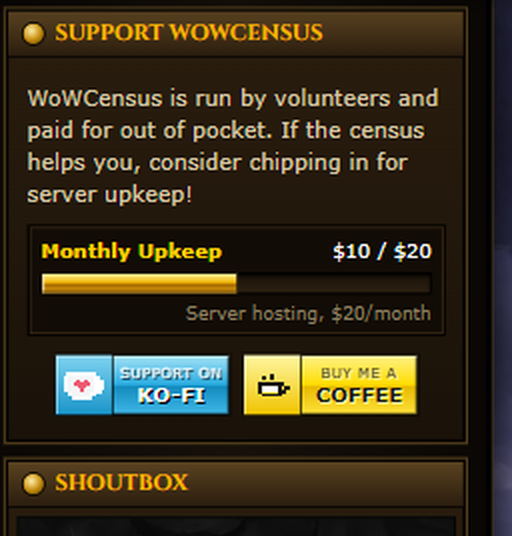 SUPPORT WOWCENSUS
WoWCensus is run by volunteers and
paid for out of pocket. If the census
helps you, consider chipping in for
server upkeep!
Monthly Upkeep $10 / $20
Server hosting, $20/month
SUPPORT ON
KO-FI
BUY ME A
COFFEE
SHOUTBOX